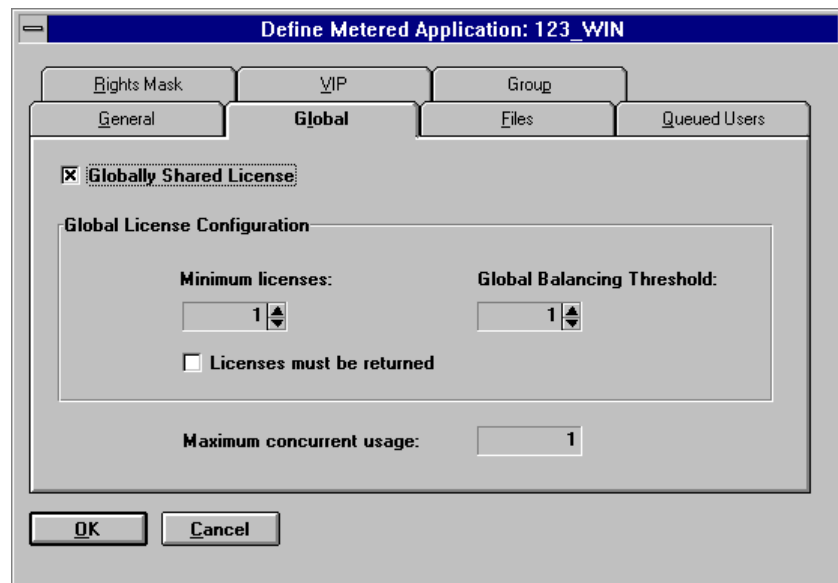 Define Metered Application: 123_WIN
Rights Mask VIP Group
General Global Files Queued Users
Globally Shared License
Global License Configuration
Minimum licenses: Global Balancing Threshold:
1 1
Licenses must be returned
Maximum concurrent usage: 1
OK Cancel